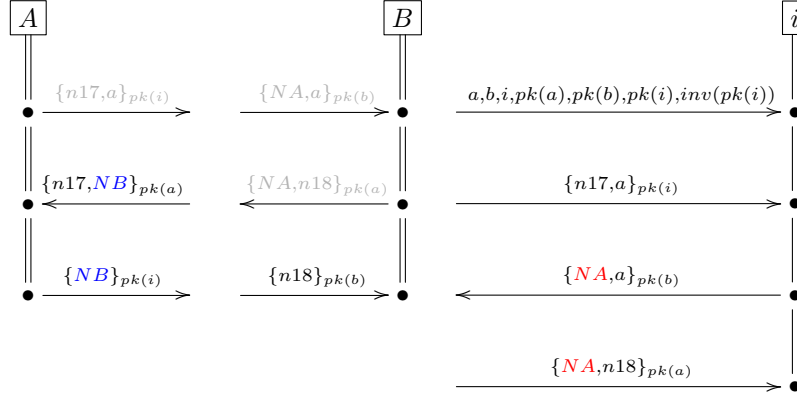 A B i
{n17,a}pk(i) {NA,a}pk(b) a,b,i,pk(a),pk(b),pk(i),inv(pk(i))
{n17,NB}pk(a) {NA,n18}pk(a) {n17,a}pk(i)
{NB}pk(i) {n18}pk(b) {NA,a}pk(b)
{NA,n18}pk(a)